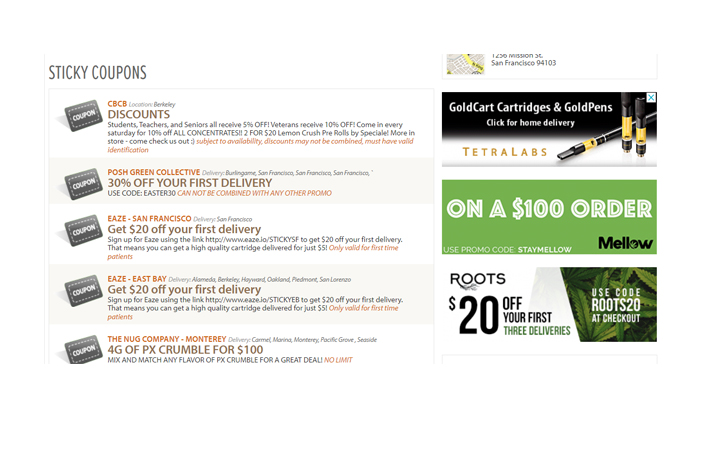 STICKY COUPONS
COUPON
CBCB Location: Berkeley
DISCOUNTS
Students, Teachers, and Seniors all receive 5% OFF! Veterans receive 10% OFF! Come in every
saturday for 10% off ALL CONCENTRATES!! 2 FOR $20 Lemon Crush Pre Rolls by Speciale! More in
store - come check us out :) subject to availability, discounts may not be combined, must have valid
identification
COUPON
POSH GREEN COLLECTIVE Delivery: Burlingame, San Francisco, San Francisco, San Francisco, '
30% OFF YOUR FIRST DELIVERY
USE CODE: EASTER30 CAN NOT BE COMBINED WITH ANY OTHER PROMO
COUPON
EAZE - SAN FRANCISCO Delivery: San Francisco
Get $20 off your first delivery
Sign up for Eaze using the link http://www.eaze.io/STICKYSF to get $20 off your first delivery.
That means you can get a high quality cartridge delivered for just $5! Only valid for first time
patients
COUPON
EAZE - EAST BAY Delivery: Alameda, Berkeley, Hayward, Oakland, Piedmont, San Lorenzo
Get $20 off your first delivery
Sign up for Eaze using the link http://www.eaze.io/STICKYEB to get $20 off your first delivery.
That means you can get a high quality cartridge delivered for just $5! Only valid for first time
patients
COUPON
THE NUG COMPANY - MONTEREY Delivery: Carmel, Marina, Monterey, Pacific Grove , Seaside
4G OF PX CRUMBLE FOR $100
MIX AND MATCH ANY FLAVOR OF PX CRUMBLE FOR A GREAT DEAL! NO LIMIT
1256 Mission St.
San Francisco 94103
GoldCart Cartridges & GoldPens
Click for home delivery
TETRALABS
ON A $100 ORDER
USE PROMO CODE: STAYMELLOW
Mellow
ROOTS
$20 OFF
YOUR FIRST
THREE DELIVERIES
USE CODE
ROOTS20
AT CHECKOUT